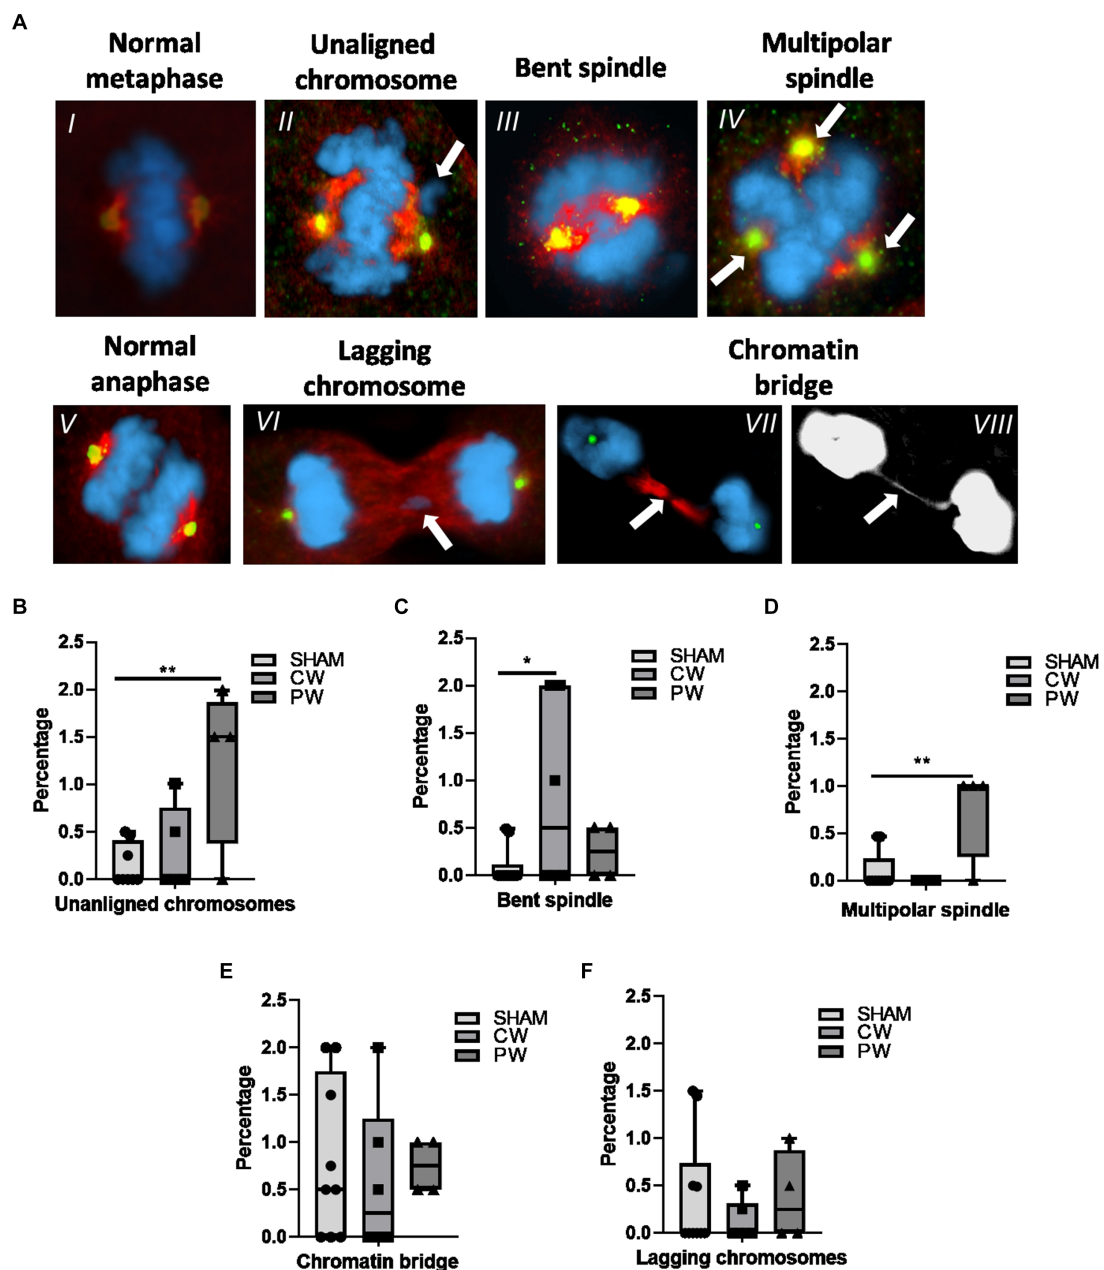 A
Normal metaphase
Unaligned chromosome
Bent spindle
Multipolar spindle
I
II
III
IV
Normal anaphase
Lagging chromosome
Chromatin bridge
V
VI
VII
VIII
B
2.5
2.0
1.5
1.0
0.5
0.0
Percentage
**
SHAM
CW
PW
Unanligned chromosomes
C
2.5
2.0
1.5
1.0
0.5
0.0
Percentage
*
SHAM
CW
PW
Bent spindle
D
2.5
2.0
1.5
1.0
0.5
0.0
Percentage
**
SHAM
CW
PW
Multipolar spindle
E
2.5
2.0
1.5
1.0
0.5
0.0
Percentage
SHAM
CW
PW
Chromatin bridge
F
2.5
2.0
1.5
1.0
0.5
0.0
Percentage
SHAM
CW
PW
Lagging chromosomes